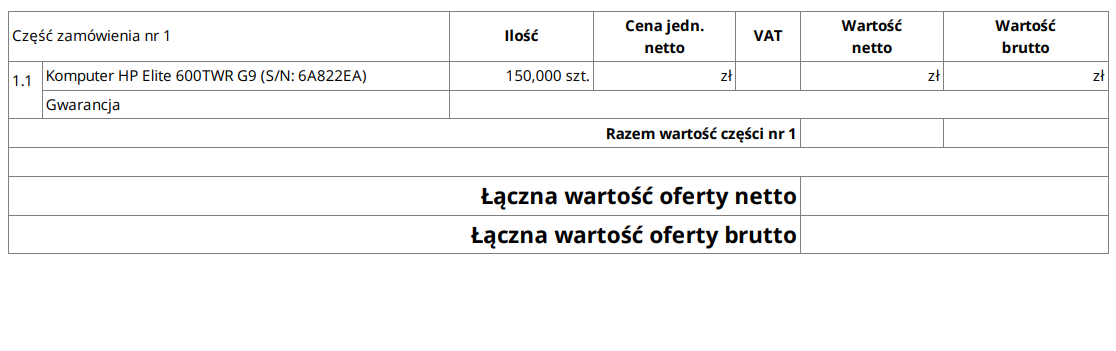 Część zamówienia nr 1 Ilość Cena jedn. netto VAT Wartość netto Wartość brutto
1.1 Komputer HP Elite 600TWR G9 (S/N: 6A822EA) 150,000 szt. zł zł zł
Gwarancja
Razem wartość części nr 1
Łączna wartość oferty netto
Łączna wartość oferty brutto